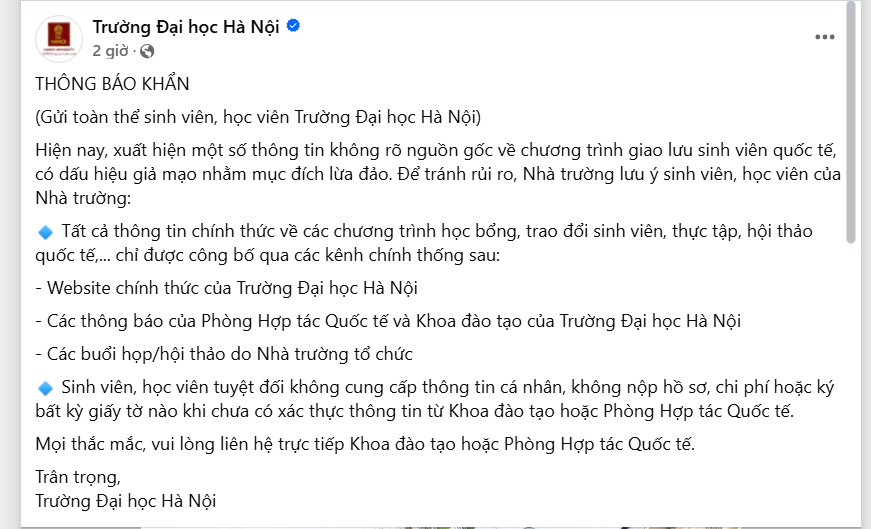 Trường Đại học Hà Nội
2 giờ ·
THÔNG BÁO KHẨN
(Gửi toàn thể sinh viên, học viên Trường Đại học Hà Nội)
Hiện nay, xuất hiện một số thông tin không rõ nguồn gốc về chương trình giao lưu sinh viên quốc tế,
có dấu hiệu giả mạo nhằm mục đích lừa đảo. Để tránh rủi ro, Nhà trường lưu ý sinh viên, học viên của
Nhà trường:
🔹 Tất cả thông tin chính thức về các chương trình học bổng, trao đổi sinh viên, thực tập, hội thảo
quốc tế,... chỉ được công bố qua các kênh chính thống sau:
- Website chính thức của Trường Đại học Hà Nội
- Các thông báo của Phòng Hợp tác Quốc tế và Khoa đào tạo của Trường Đại học Hà Nội
- Các buổi họp/hội thảo do Nhà trường tổ chức
🔹 Sinh viên, học viên tuyệt đối không cung cấp thông tin cá nhân, không nộp hồ sơ, chi phí hoặc ký
bất kỳ giấy tờ nào khi chưa có xác thực thông tin từ Khoa đào tạo hoặc Phòng Hợp tác Quốc tế.
Mọi thắc mắc, vui lòng liên hệ trực tiếp Khoa đào tạo hoặc Phòng Hợp tác Quốc tế.
Trân trọng,
Trường Đại học Hà Nội